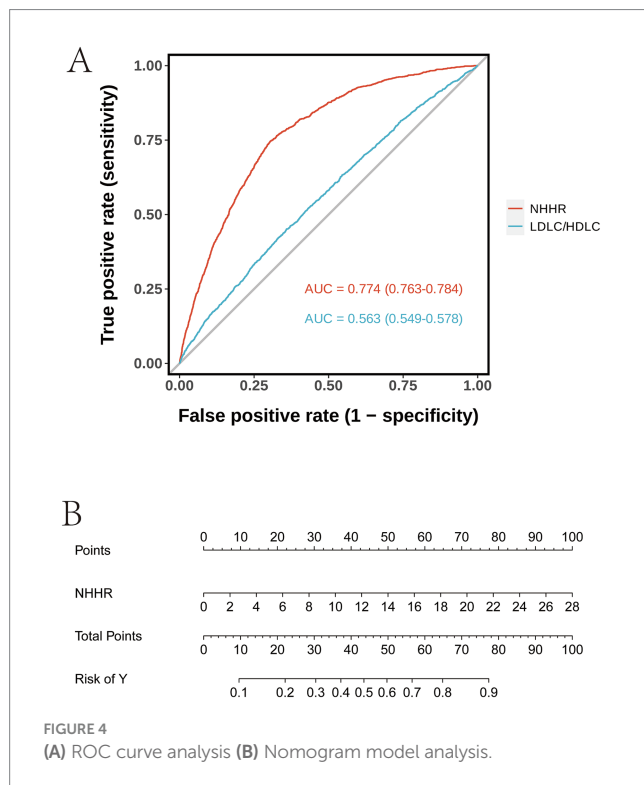 A
True positive rate (sensitivity)
1.00
0.75
0.50
0.25
0.00
AUC = 0.774 (0.763-0.784)
AUC = 0.563 (0.549-0.578)
0.00 0.25 0.50 0.75 1.00
False positive rate (1 − specificity)
NHHR
LDLC/HDLC
B
0 10 20 30 40 50 60 70 80 90 100
Points
NHHR
0 2 4 6 8 10 12 14 16 18 20 22 24 26 28
Total Points
0 10 20 30 40 50 60 70 80 90 100
Risk of Y
0.1 0.2 0.3 0.4 0.5 0.6 0.7 0.8 0.9
FIGURE 4
(A) ROC curve analysis (B) Nomogram model analysis.